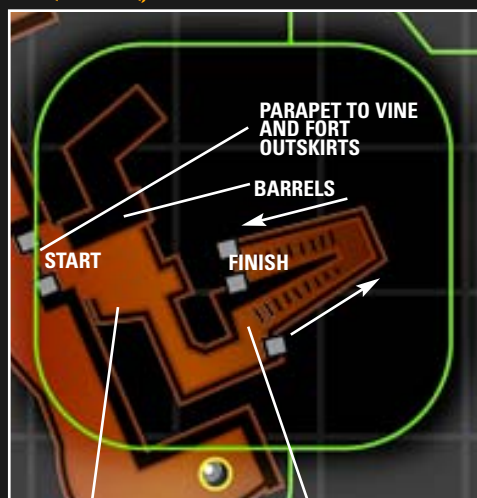 PARAPET TO VINE
AND FORT
OUTSKIRTS
BARRELS
START
FINISH